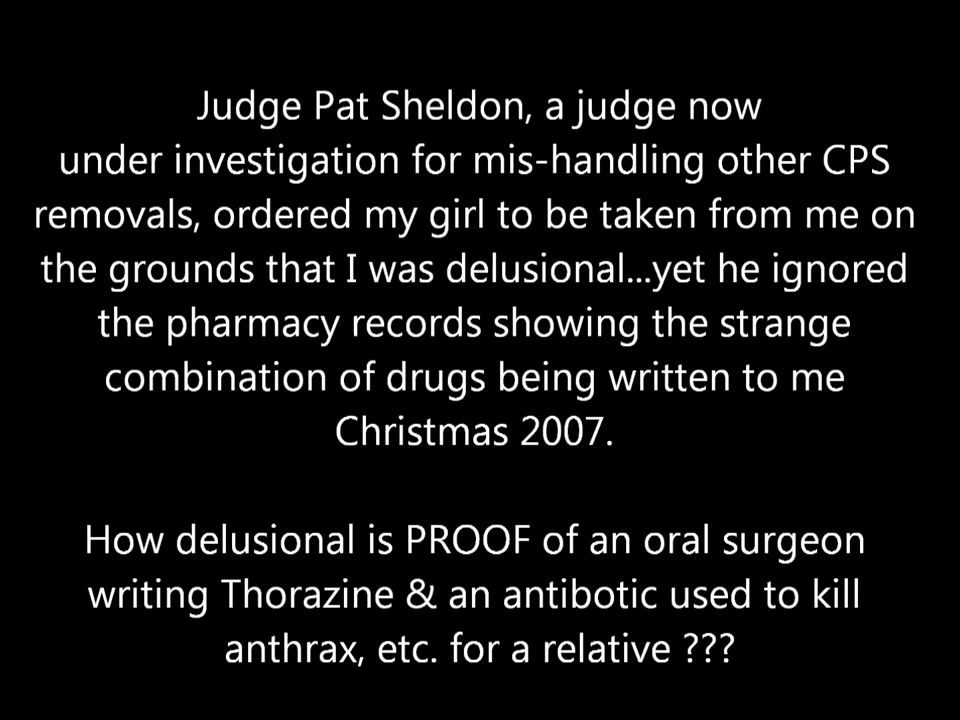 Judge Pat Sheldon, a judge now
under investigation for mis-handling other CPS
removals, ordered my girl to be taken from me on
the grounds that I was delusional...yet he ignored
the pharmacy records showing the strange
combination of drugs being written to me
Christmas 2007.
How delusional is PROOF of an oral surgeon
writing Thorazine & an antibotic used to kill
anthrax, etc. for a relative ???